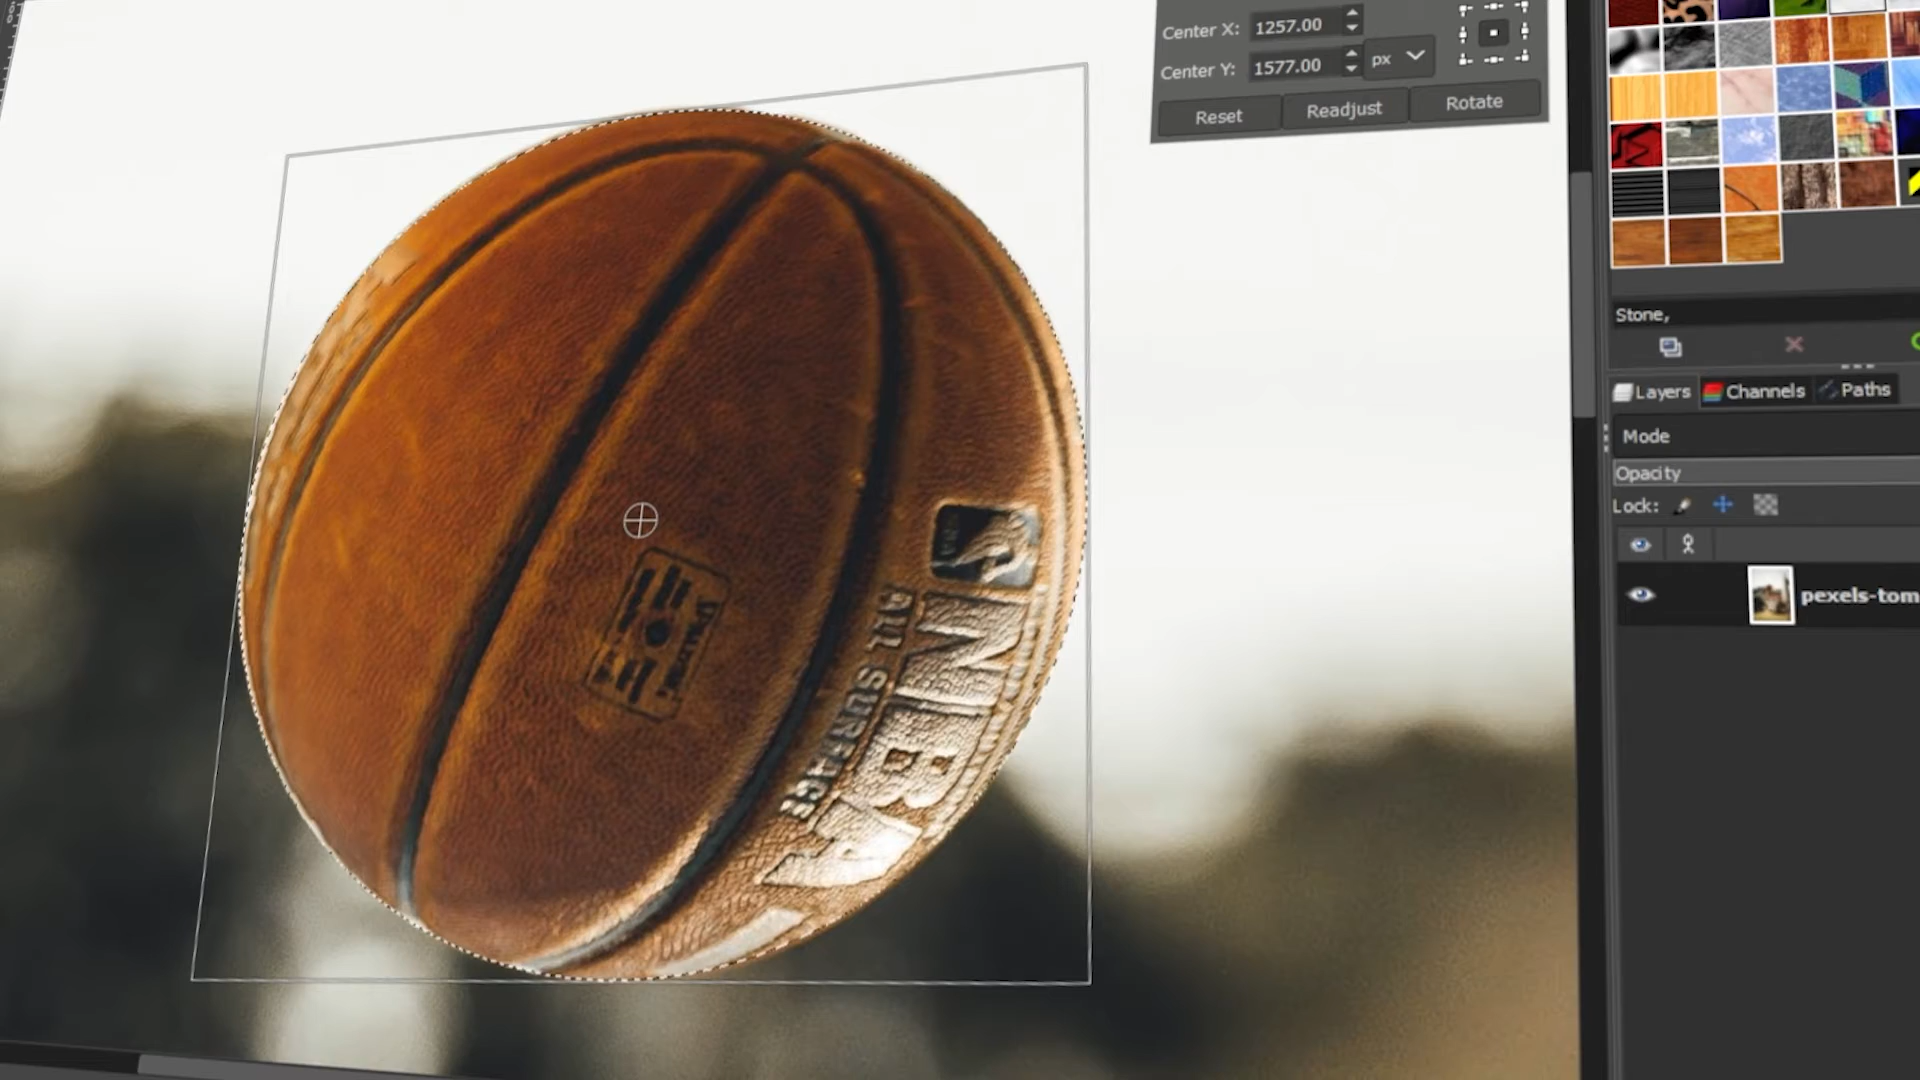 Center X: 1257.00
Center Y: 1577.00 px
Reset Readjust Rotate
Stone,
Layers Channels Paths
Mode
Opacity
Lock:
pexels-tom
NBA
ALL SURFACE